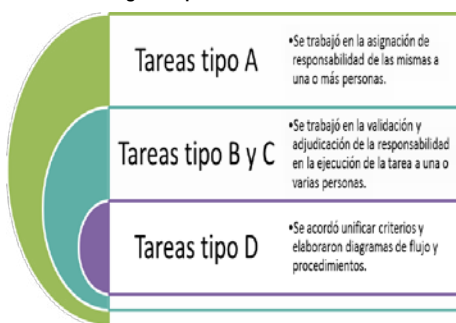 Tareas tipo A
•Se trabajó en la asignación de
responsabilidad de las mismas a
una o más personas.
Tareas tipo B y C
•Se trabajó en la validación y
adjudicación de la responsabilidad
en la ejecución de la tarea a una o
varias personas.
Tareas tipo D
•Se acordó unificar criterios y
elaboraron diagramas de flujo y
procedimientos.